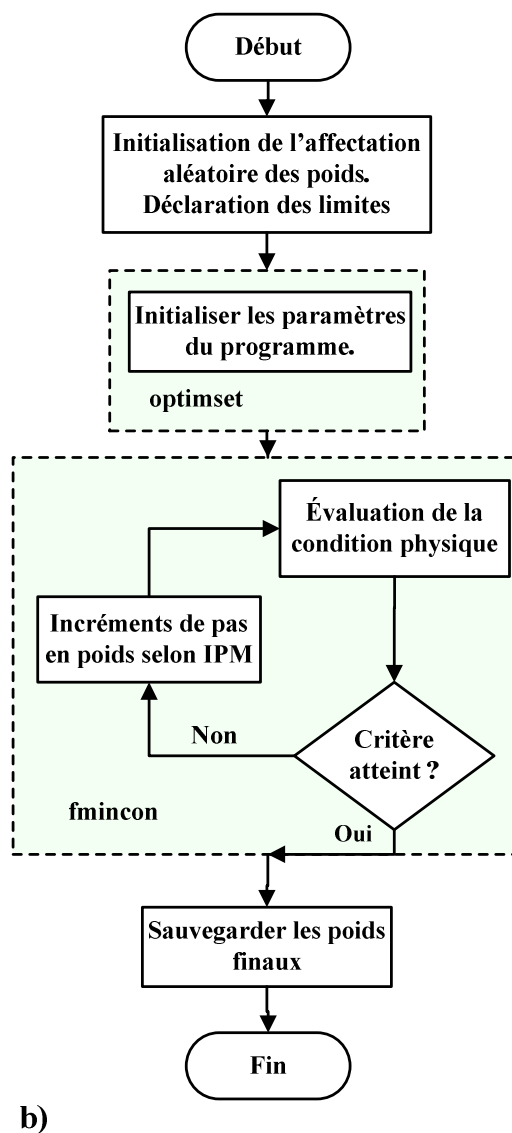 Début
Initialisation de l’affectation
aléatoire des poids.
Déclaration des limites
Initialiser les paramètres
du programme.
optimset
Évaluation de la
condition physique
Incréments de pas
en poids selon IPM
Non
Critère
atteint ?
fmincon
Oui
Sauvegarder les poids
finaux
Fin
b)